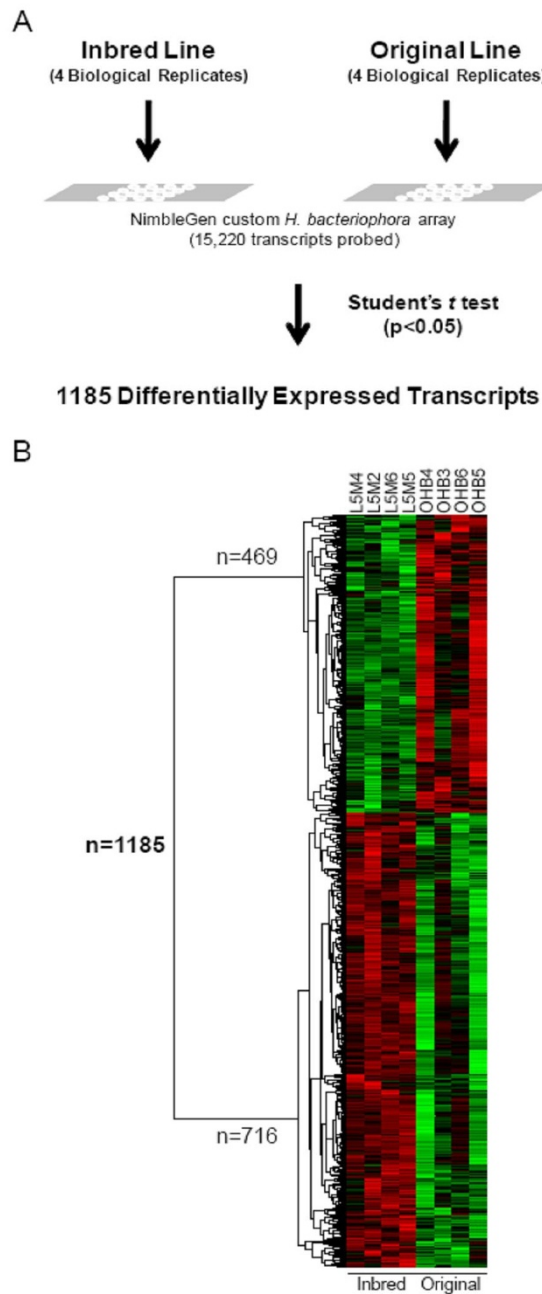 A
Inbred Line
(4 Biological Replicates)
Original Line
(4 Biological Replicates)
NimbleGen custom H. bacteriophora array
(15,220 transcripts probed)
Student's t test
(p<0.05)
1185 Differentially Expressed Transcripts
B
L5M4
L5M2
L5M6
L5M5
OHB4
OHB3
OHB6
OHB5
n=469
n=1185
n=716
Inbred
Original